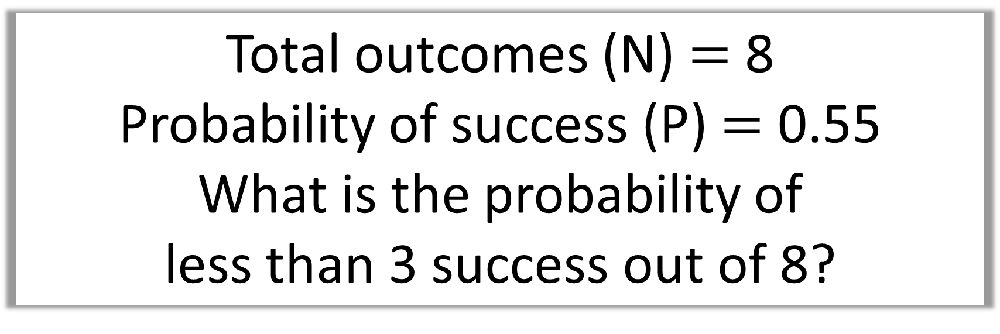 Total outcomes (N) = 8
Probability of success (P) = 0.55
What is the probability of
less than 3 success out of 8?